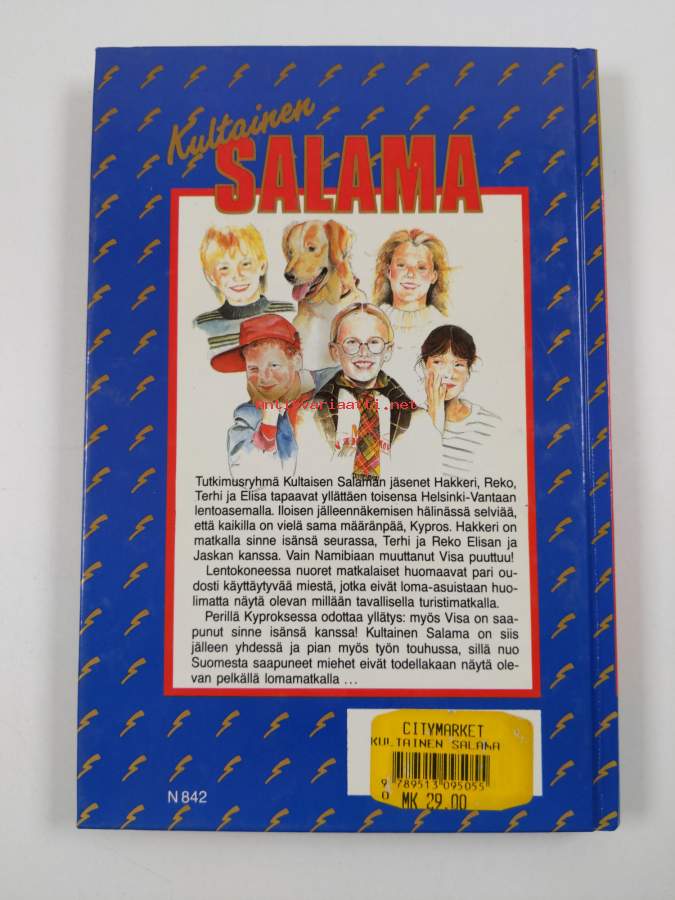 Kultainen
SALAMA
antikvariaatti.net
Tutkimusryhmä Kultaisen Salaman jäsenet Hakkeri, Reko,
Terhi ja Elisa tapaavat yllättäen toisensa Helsinki-Vantaan
lentoasemalla. Iloisen jälleennäkemisen hälinässä selviää,
että kaikilla on vielä sama määränpää, Kypros. Hakkeri on
matkalla sinne isänsä seurassa, Terhi ja Reko Elisan ja
Jaskan kanssa. Vain Namibiaan muuttanut Visa puuttuu!
Lentokoneessa nuoret matkalaiset huomaavat pari ou-
dosti käyttäytyvää miestä, jotka eivät loma-asuistaan huo-
limatta näytä olevan millään tavallisella turistimatkalla.
Perillä Kyproksessa odottaa yllätys: myös Visa on saa-
punut sinne isänsä kanssa! Kultainen Salama on siis
jälleen yhdessä ja pian myös työn touhussa, sillä nuo
Suomesta saapuneet miehet eivät todellakaan näytä ole-
van pelkällä lomamatkalla ...
CITYMARKET
KULTAINEN SALAMA
9 789513 095055
0 MK 29.00
N 842